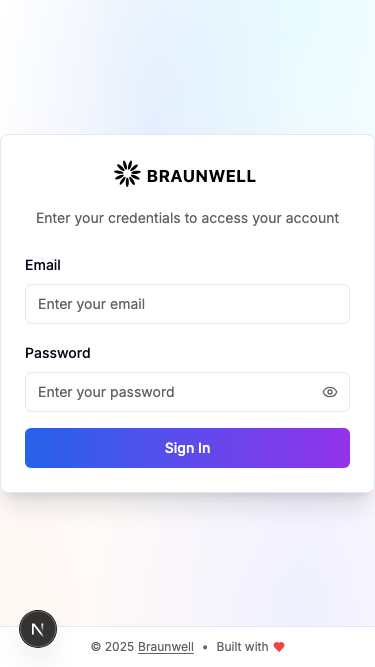 BRAUNWELL
Enter your credentials to access your account
Email
Enter your email
Password
Enter your password
Sign In
N
© 2025 Braunwell • Built with ❤️